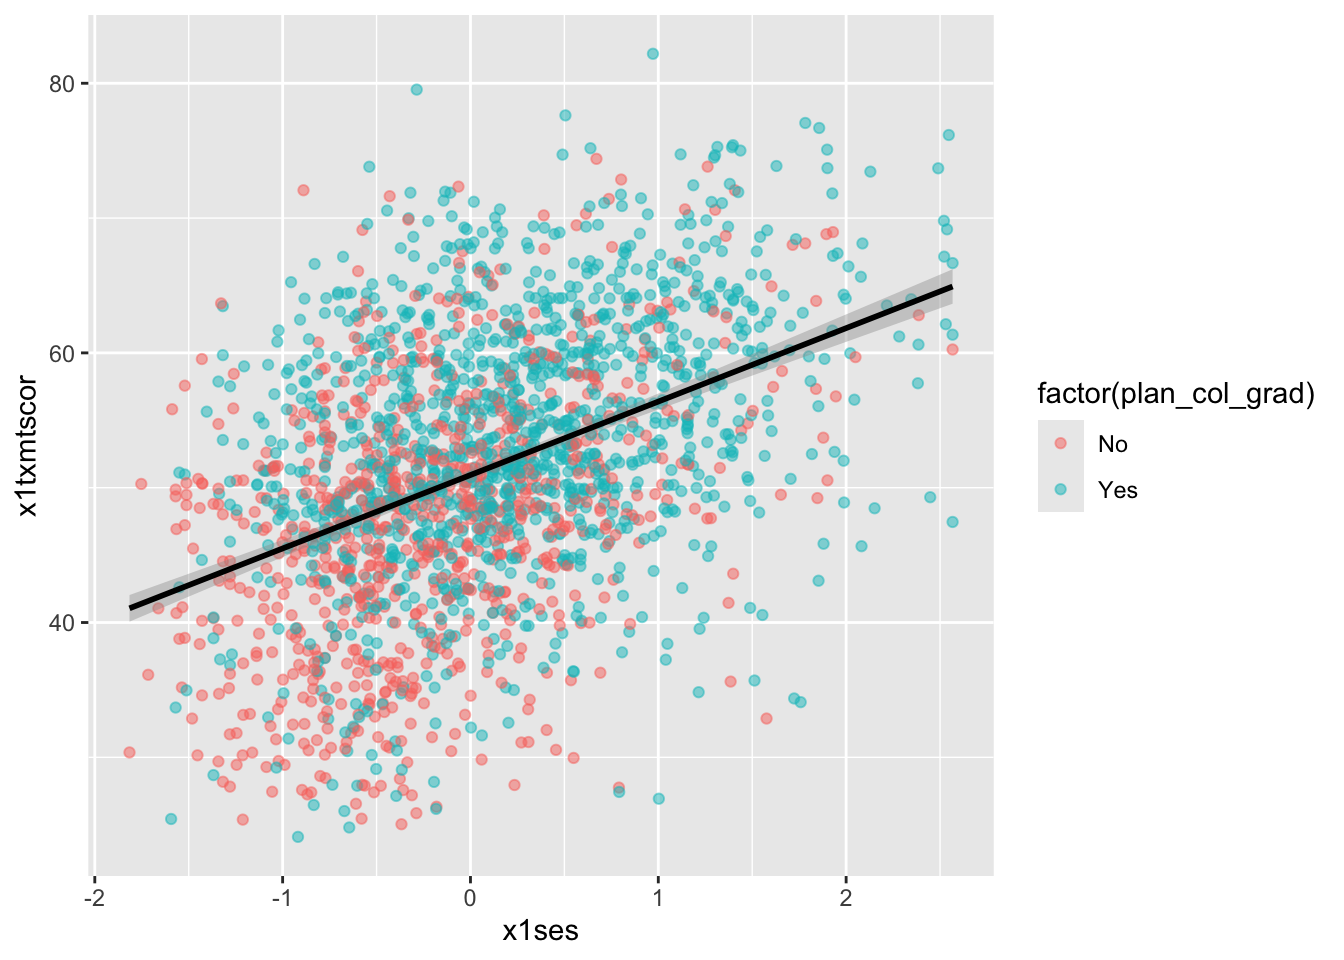 80
60
40
-2
-1
0
1
2
x1ses
x1txmtscor
factor(plan_col_grad)
No
Yes